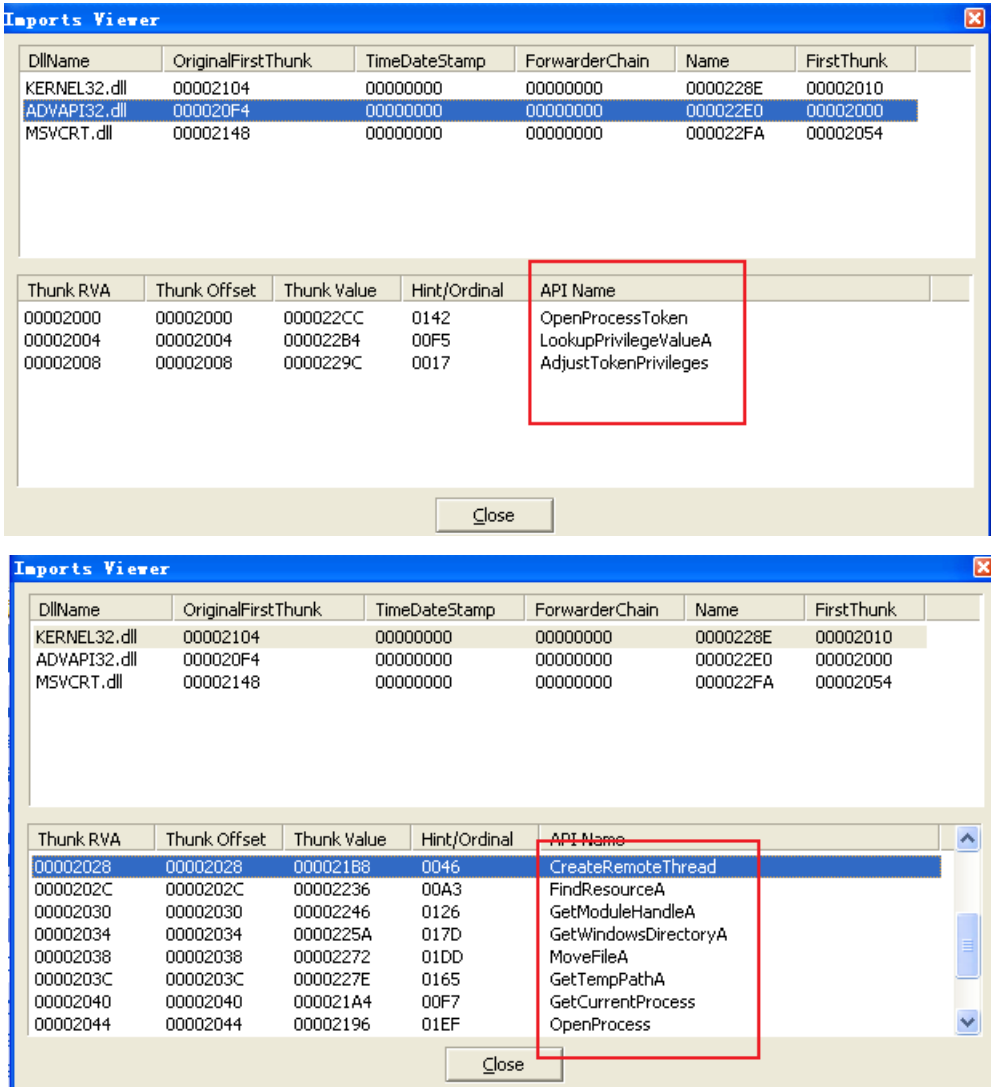 Imports Viewer
DllName OriginalFirstThunk TimeDateStamp ForwarderChain Name FirstThunk
KERNEL32.dll 00002104 00000000 00000000 0000228E 00002010
ADVAPI32.dll 000020F4 00000000 00000000 000022E0 00002000
MSVCRT.dll 00002148 00000000 00000000 000022FA 00002054
Thunk RVA Thunk Offset Thunk Value Hint/Ordinal API Name
00002000 00002000 000022CC 0142 OpenProcessToken
00002004 00002004 000022B4 00F5 LookupPrivilegeValueA
00002008 00002008 0000229C 0017 AdjustTokenPrivileges
Close
Imports Viewer
DllName OriginalFirstThunk TimeDateStamp ForwarderChain Name FirstThunk
KERNEL32.dll 00002104 00000000 00000000 0000228E 00002010
ADVAPI32.dll 000020F4 00000000 00000000 000022E0 00002000
MSVCRT.dll 00002148 00000000 00000000 000022FA 00002054
Thunk RVA Thunk Offset Thunk Value Hint/Ordinal API Name
00002028 00002028 000021B8 0046 CreateRemoteThread
0000202C 0000202C 00002236 00A3 FindResourceA
00002030 00002030 00002246 0126 GetModuleHandleA
00002034 00002034 0000225A 017D GetWindowsDirectoryA
00002038 00002038 00002272 01DD MoveFileA
0000203C 0000203C 0000227E 0165 GetTempPathA
00002040 00002040 000021A4 00F7 GetCurrentProcess
00002044 00002044 00002196 01EF OpenProcess
Close